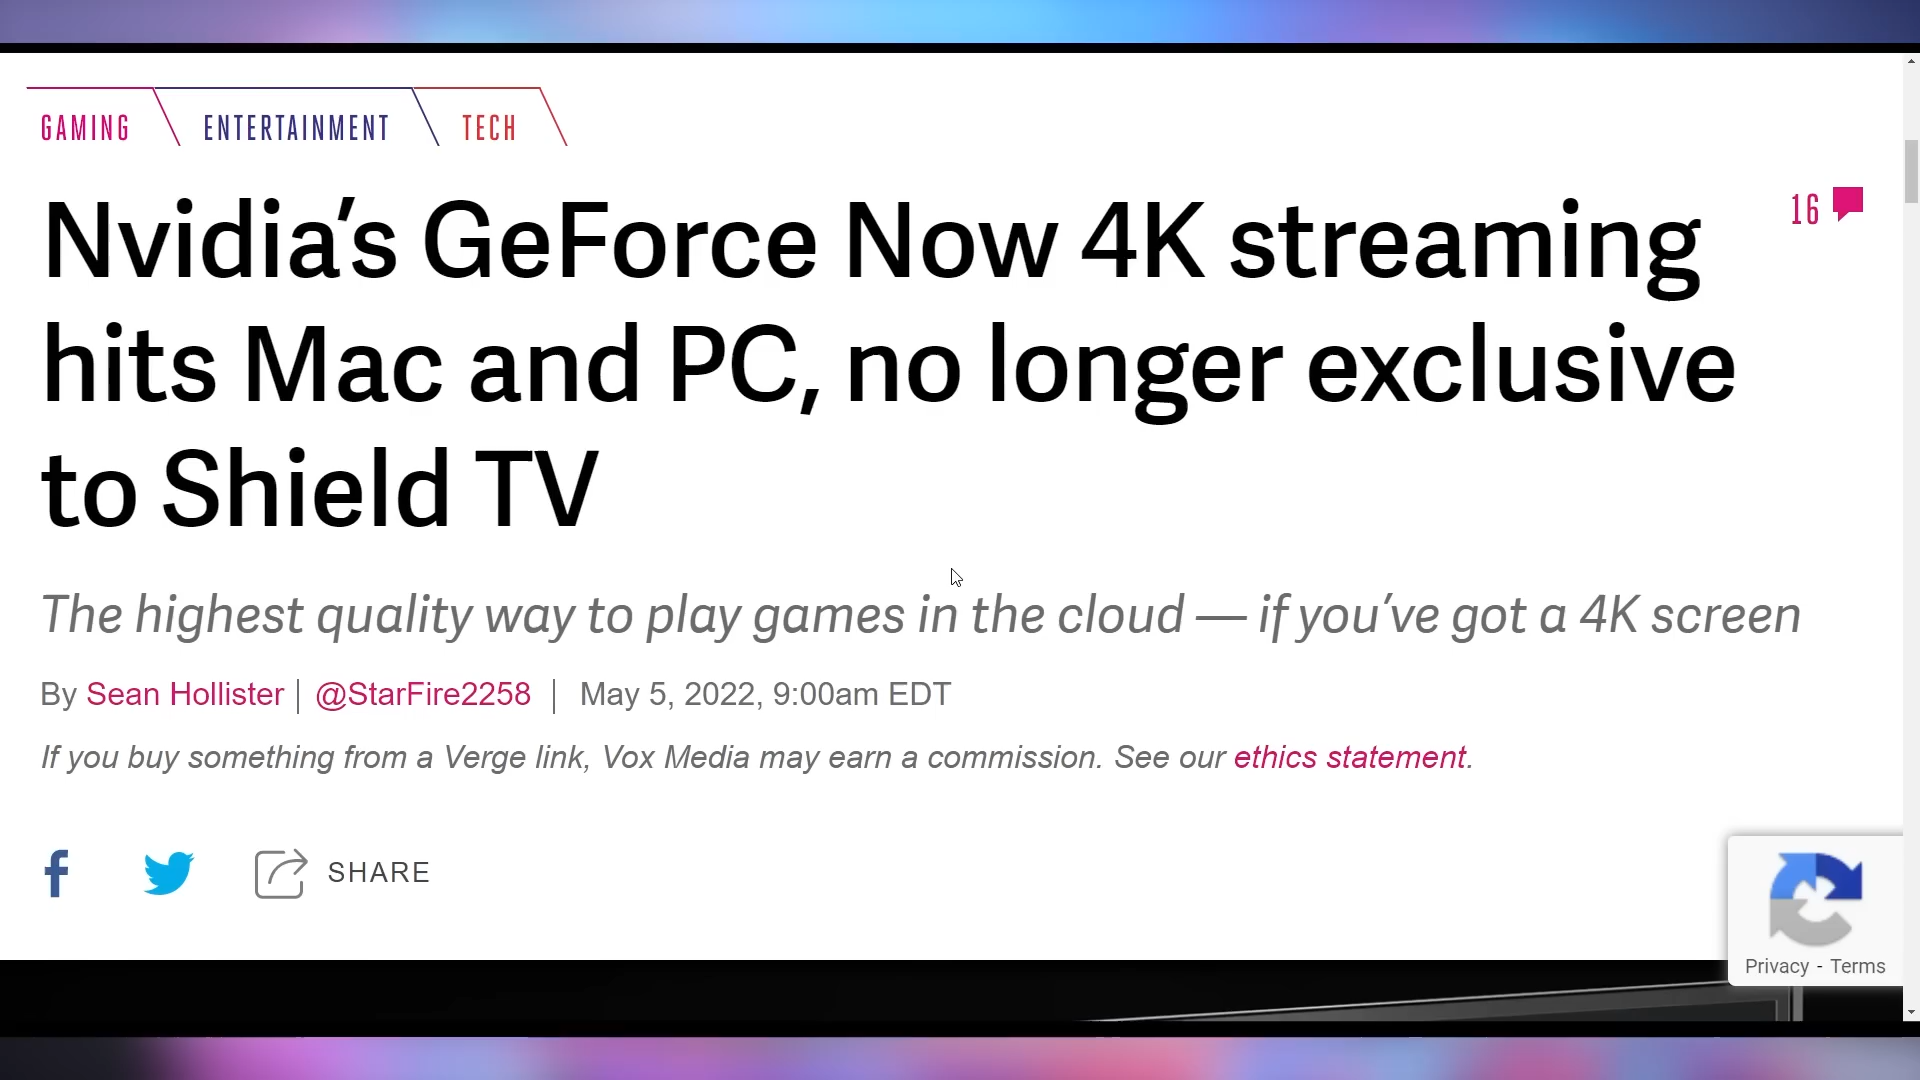 GAMING ENTERTAINMENT TECH
Nvidia’s GeForce Now 4K streaming
16
hits Mac and PC, no longer exclusive
to Shield TV
The highest quality way to play games in the cloud — if you’ve got a 4K screen
By Sean Hollister | @StarFire2258 | May 5, 2022, 9:00am EDT
If you buy something from a Verge link, Vox Media may earn a commission. See our ethics statement.
f
SHARE
Privacy - Terms